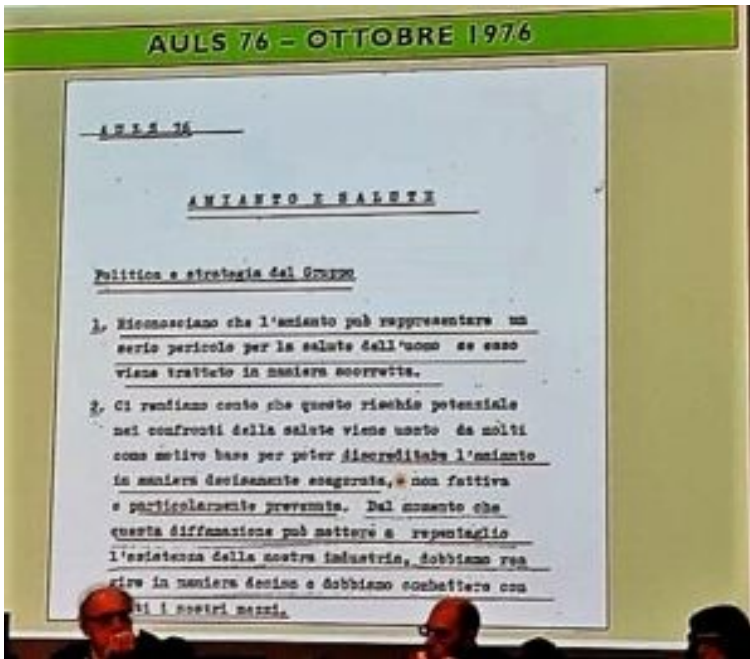 AULS 76 – OTTOBRE 1976
A U L S 76
A M I A N T O E S A L U T E
Politica e strategia del Gruppo
1. Riconosciamo che l'amianto può rappresentare un
serio pericolo per la salute dell'uomo se esso
viene trattato in maniera scorretta.
2. Ci rendiamo conto che questo rischio potenziale
nei confronti della salute viene usato da molti
come motivo base per poter discreditare l'amianto
in maniera decisamente esagerata, e non fattiva
e particolarmente prevenuta. Dal momento che
questa diffamazione può mettere a repentaglio
l'esistenza della nostra industria, dobbiamo rea
gire in maniera decisa e dobbiamo combattere con
ti i nostri mezzi.